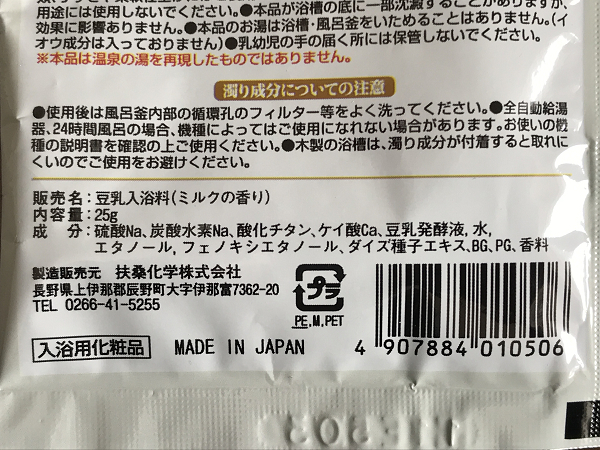 用途には使用しないでください。●本品が浴槽の底に一部沈殿することがありますが、
効果に影響ありません。●本品のお湯は浴槽・風呂釜をいためることはありません。(イ
オウ成分は入っておりません)●乳幼児の手の届く所には保管しないでください。
※本品は温泉の湯を再現したものではありません。
濁り成分についての注意
●使用後は風呂釜内部の循環孔のフィルター等をよく洗ってください。●全自動給湯
器、24時間風呂の場合、機種によってはご使用になれない場合があります。お使いの機
種の説明書を確認の上ご使用ください。●木製の浴槽は、濁り成分が付着すると取れに
くいのでご使用をお避けください。
販売名:豆乳入浴料(ミルクの香り)
内容量:25g
成 分:硫酸Na、炭酸水素Na、酸化チタン、ケイ酸Ca、豆乳発酵液、水、
エタノール、フェノキシエタノール、ダイズ種子エキス、BG、PG、香料
製造販売元 扶桑化学株式会社
長野県上伊那郡辰野町大字伊那富7362-20
TEL 0266-41-5255
プラ
PE,M,PET
入浴用化粧品 MADE IN JAPAN
4 907884 010506